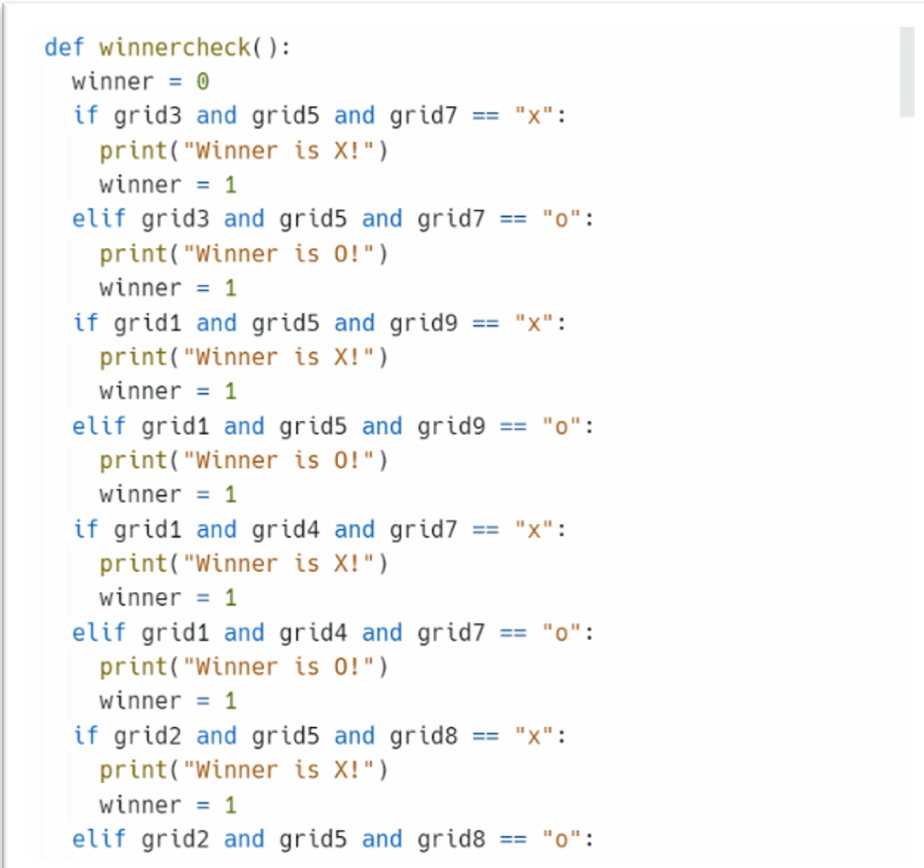 def winnercheck():
  winner = 0
  if grid3 and grid5 and grid7 == "x":
    print("Winner is X!")
    winner = 1
  elif grid3 and grid5 and grid7 == "o":
    print("Winner is O!")
    winner = 1
  if grid1 and grid5 and grid9 == "x":
    print("Winner is X!")
    winner = 1
  elif grid1 and grid5 and grid9 == "o":
    print("Winner is O!")
    winner = 1
  if grid1 and grid4 and grid7 == "x":
    print("Winner is X!")
    winner = 1
  elif grid1 and grid4 and grid7 == "o":
    print("Winner is O!")
    winner = 1
  if grid2 and grid5 and grid8 == "x":
    print("Winner is X!")
    winner = 1
  elif grid2 and grid5 and grid8 == "o":